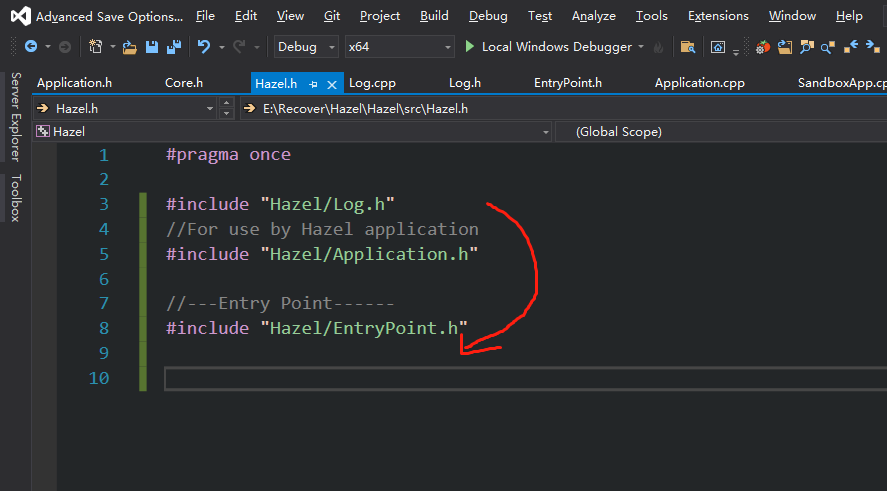 Advanced Save Options... File Edit View Git Project Build Debug Test Analyze Tools Extensions Window Help
Debug x64 Local Windows Debugger
Application.h Core.h Hazel.h Log.cpp Log.h EntryPoint.h Application.cpp SandboxApp.cp
Hazel.h E:\Recover\Hazel\Hazel\src\Hazel.h
Hazel (Global Scope)
Server Explorer
Toolbox
1 #pragma once
2
3 #include "Hazel/Log.h"
4 //For use by Hazel application
5 #include "Hazel/Application.h"
6
7 //---Entry Point------
8 #include "Hazel/EntryPoint.h"
9
10